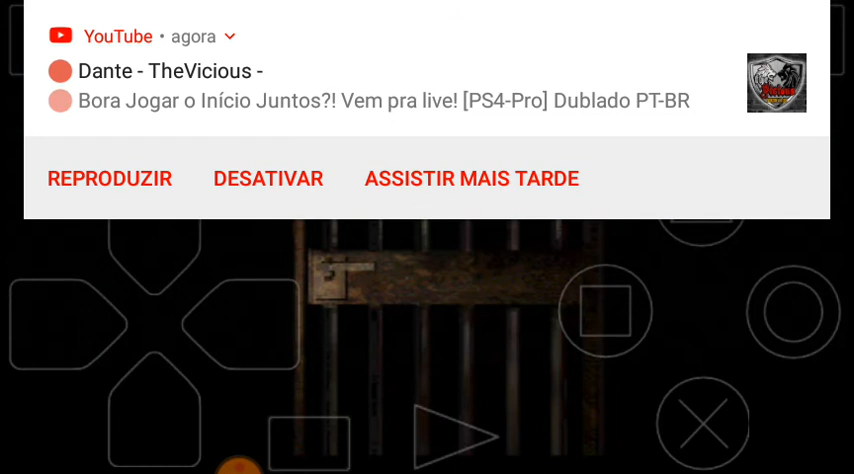 YouTube • agora
🔴 Dante - TheVicious -
🔴 Bora Jogar o Início Juntos?! Vem pra live! [PS4-Pro] Dublado PT-BR
REPRODUZIR DESATIVAR ASSISTIR MAIS TARDE